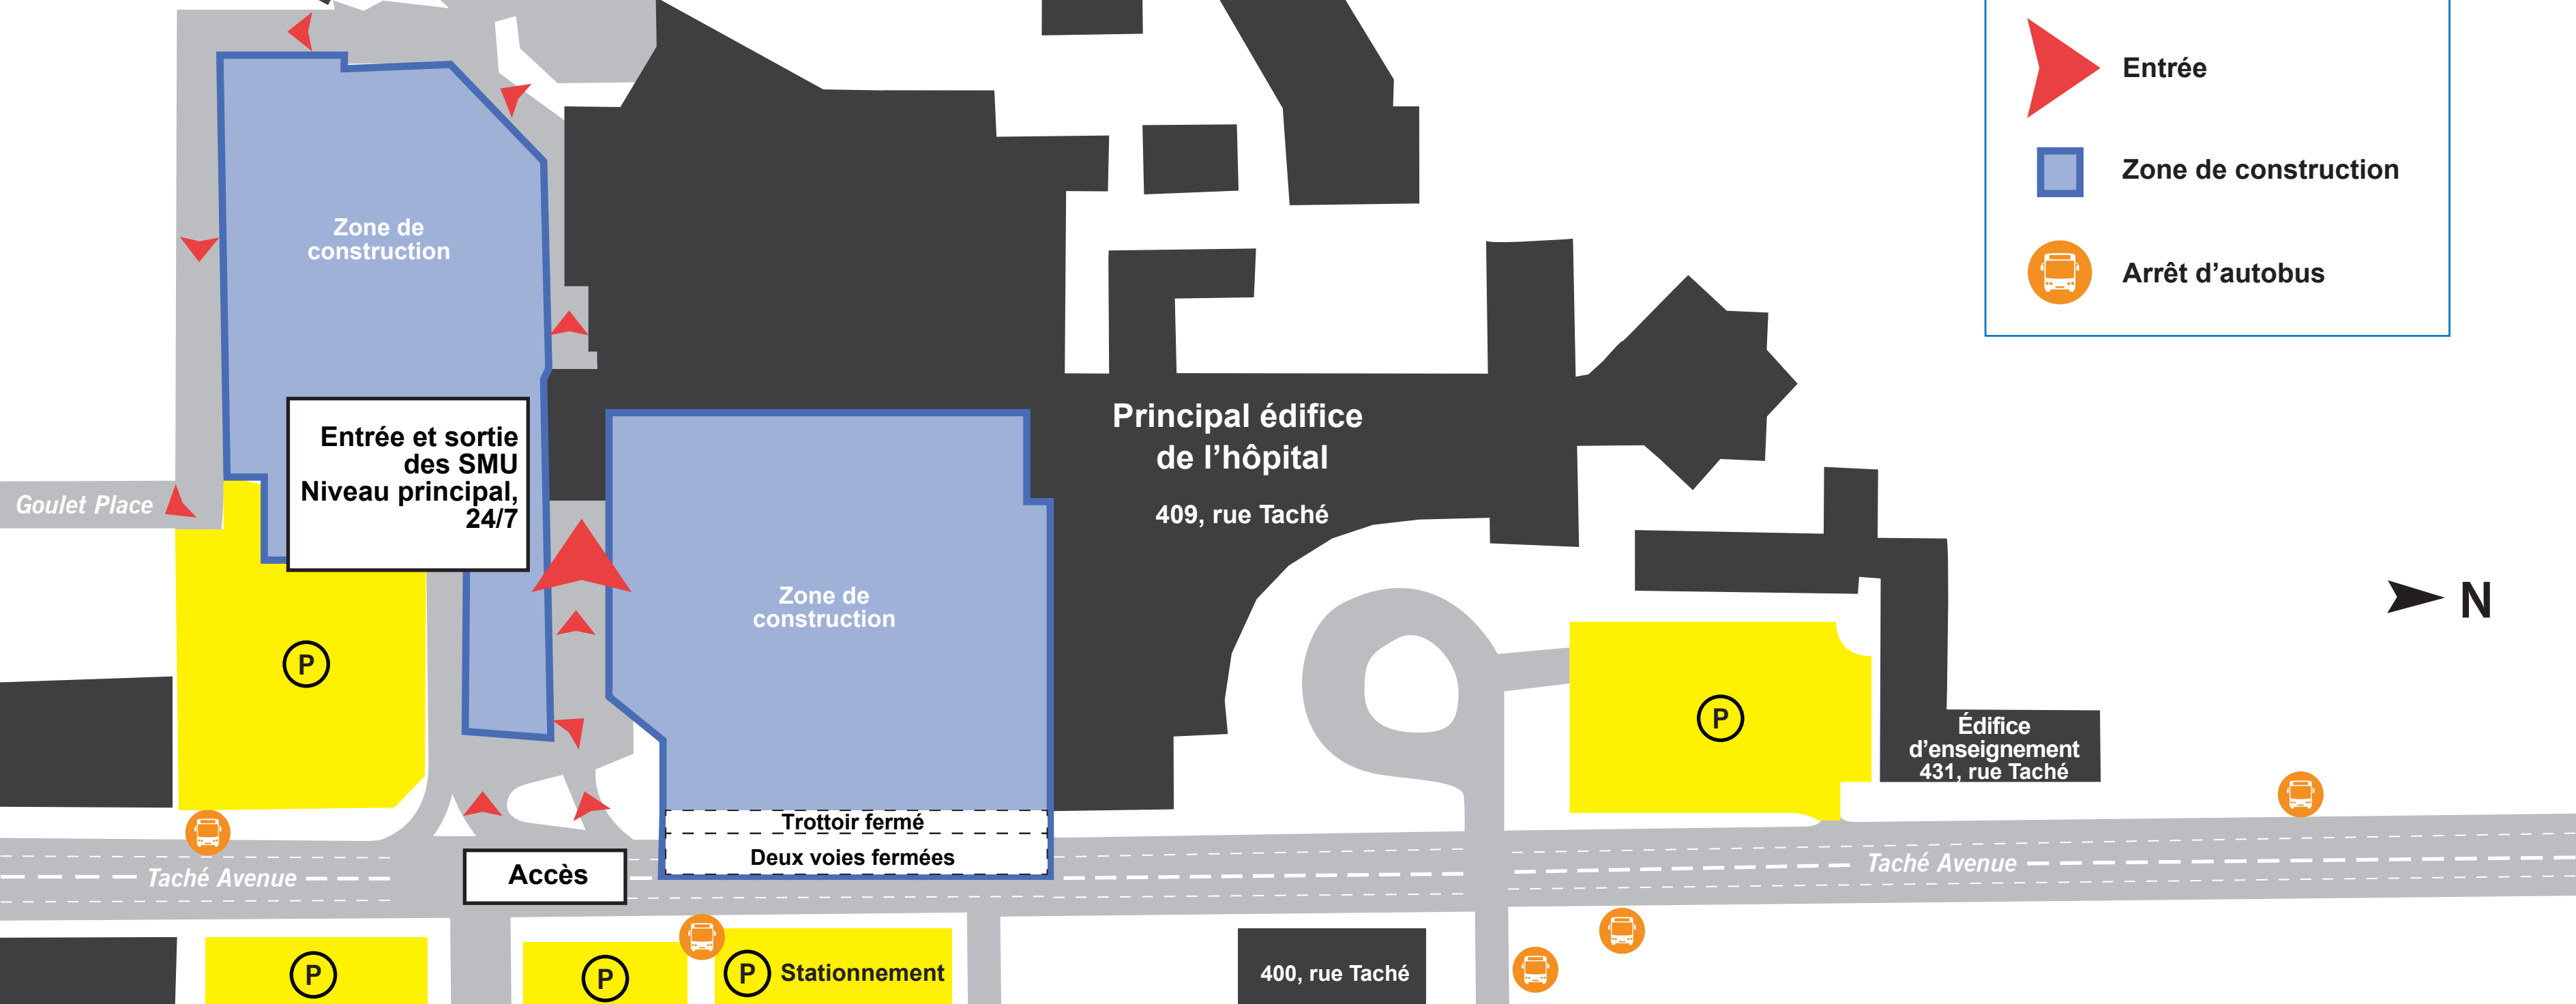 Entrée
Zone de construction
Arrêt d'autobus
Zone de
construction
Entrée et sortie
des SMU
Niveau principal,
24/7
Goulet Place
Principal édifice
de l'hôpital
409, rue Taché
Zone de
construction
N
P
P
Édifice
d'enseignement
431, rue Taché
Trottoir fermé
Deux voies fermées
Accès
Taché Avenue
Taché Avenue
P
P
P Stationnement
400, rue Taché